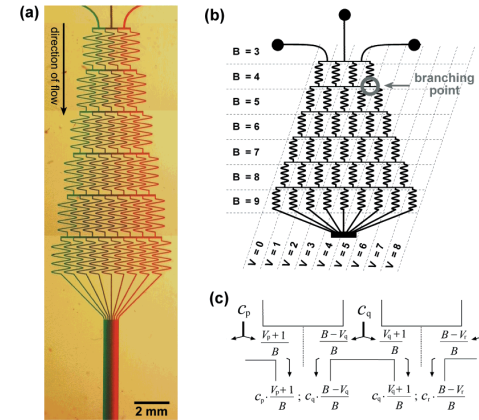 (a)
direction of flow
2 mm
(b)
B = 3
B = 4
B = 5
B = 6
B = 7
B = 8
B = 9
branching
point
V = 0
V = 1
V = 2
V = 3
V = 4
V = 5
V = 6
V = 7
V = 8
(c)
Cp Cq
Vp + 1 / B B − Vq / B Vq + 1 / B B − Vr / B
cp · Vp + 1 / B ; cq · B − Vq / B cq · Vq + 1 / B ; cr · B − Vr / B